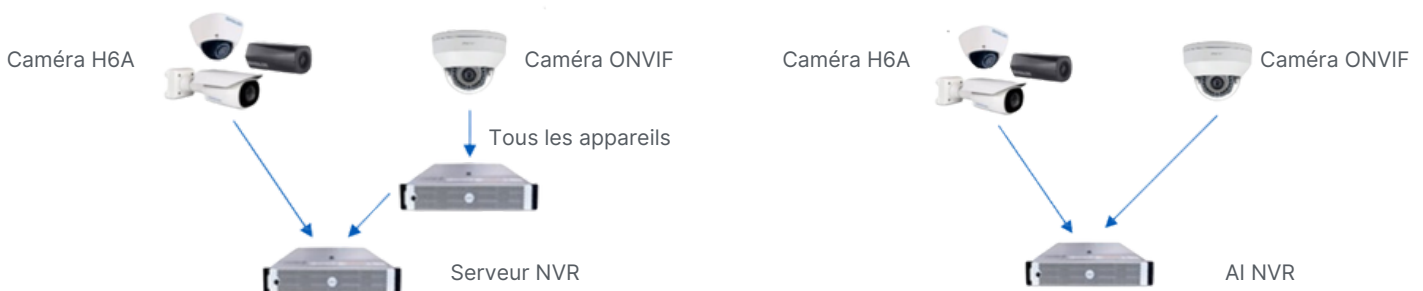 Caméra H6A
Caméra ONVIF
Caméra H6A
Caméra ONVIF
Tous les appareils
Serveur NVR
AI NVR